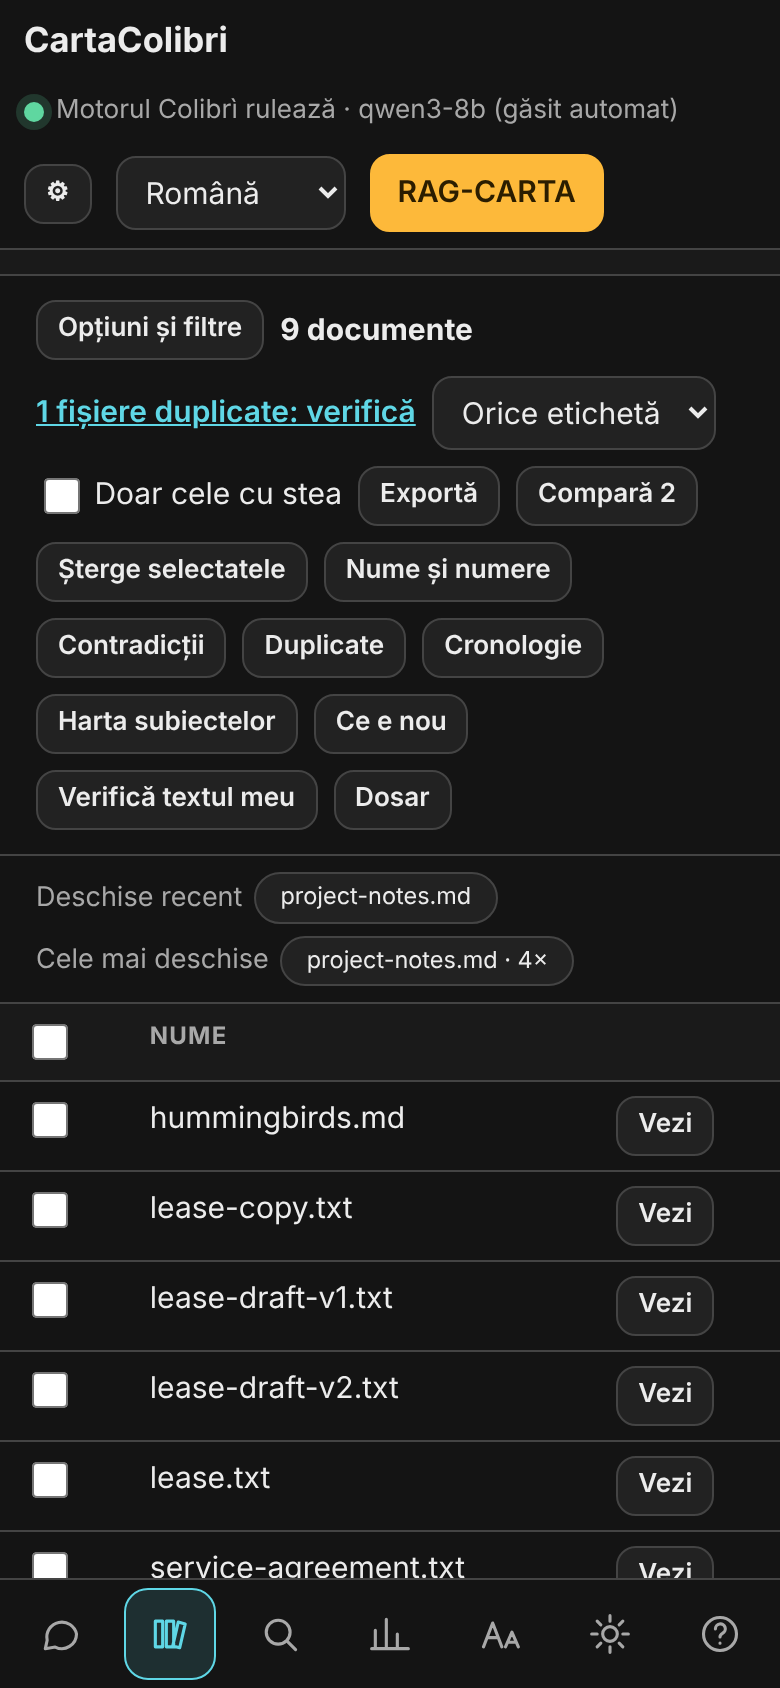 CartaColibri
Motorul Colibrì rulează · qwen3-8b (găsit automat)
Română
RAG-CARTA
Opțiuni și filtre
9 documente
1 fișiere duplicate: verifică
Orice etichetă
Doar cele cu stea
Exportă
Compară 2
Șterge selectatele
Nume și numere
Contradicții
Duplicate
Cronologie
Harta subiectelor
Ce e nou
Verifică textul meu
Dosar
Deschise recent
project-notes.md
Cele mai deschise
project-notes.md · 4×
NUME
hummingbirds.md
Vezi
lease-copy.txt
Vezi
lease-draft-v1.txt
Vezi
lease-draft-v2.txt
Vezi
lease.txt
Vezi
service-agreement.txt
Vezi
AA